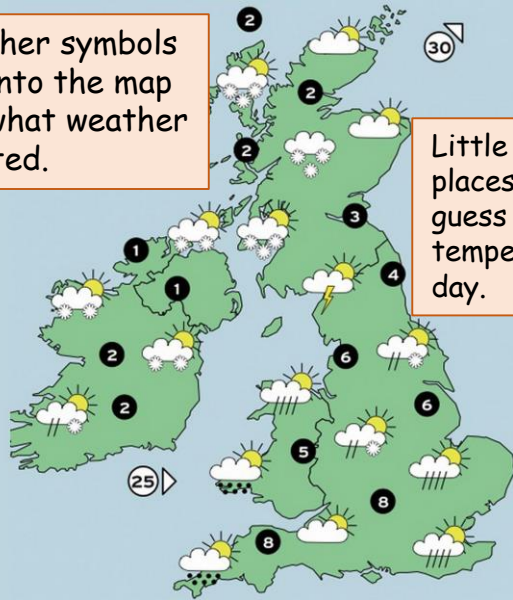 her symbols
nto the map
what weather
ted.
Little
places
guess
tempe
day.
2
30
2
2
3
1
4
1
2
6
2
6
5
25
8
8